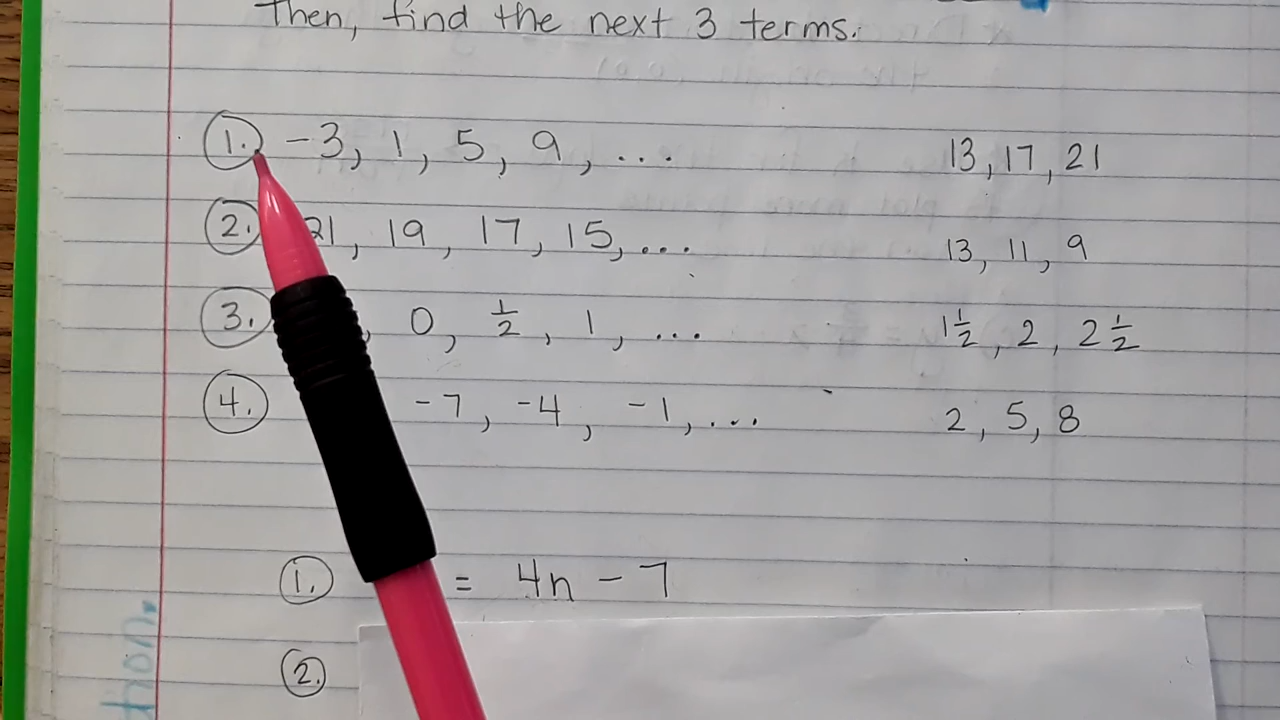 Then, find the next 3 terms.
1. -3, 1, 5, 9, ... 13, 17, 21
2. 21, 19, 17, 15, ... 13, 11, 9
3. , 0, 1/2, 1, ... 1 1/2, 2, 2 1/2
4. -7, -4, -1, ... 2, 5, 8
1. = 4n - 7
2.